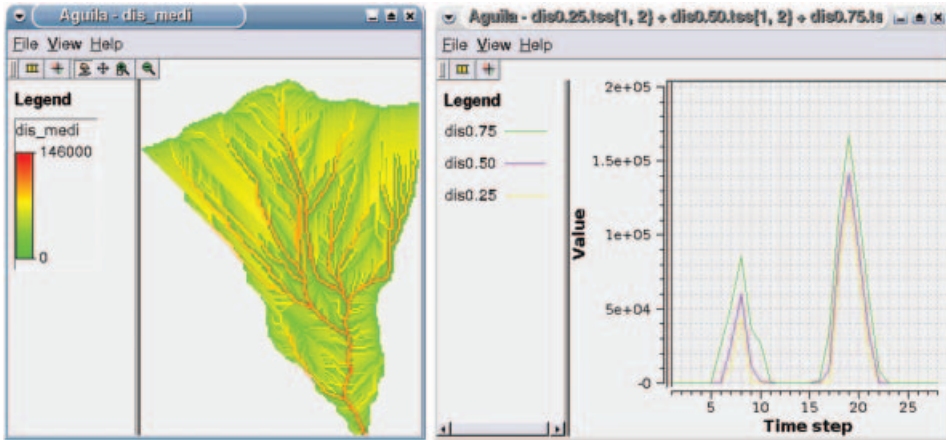 Aguila - dis_medi
File View Help
Legend
dis_medi
146000
0
Aguila - dis0.25.tss{1, 2} + dis0.50.tss{1, 2} + dis0.75.ts
File View Help
Legend
dis0.75
dis0.50
dis0.25
Value
2e+05
1.5e+05
1e+05
5e+04
-0
5 10 15 20 25
Time step